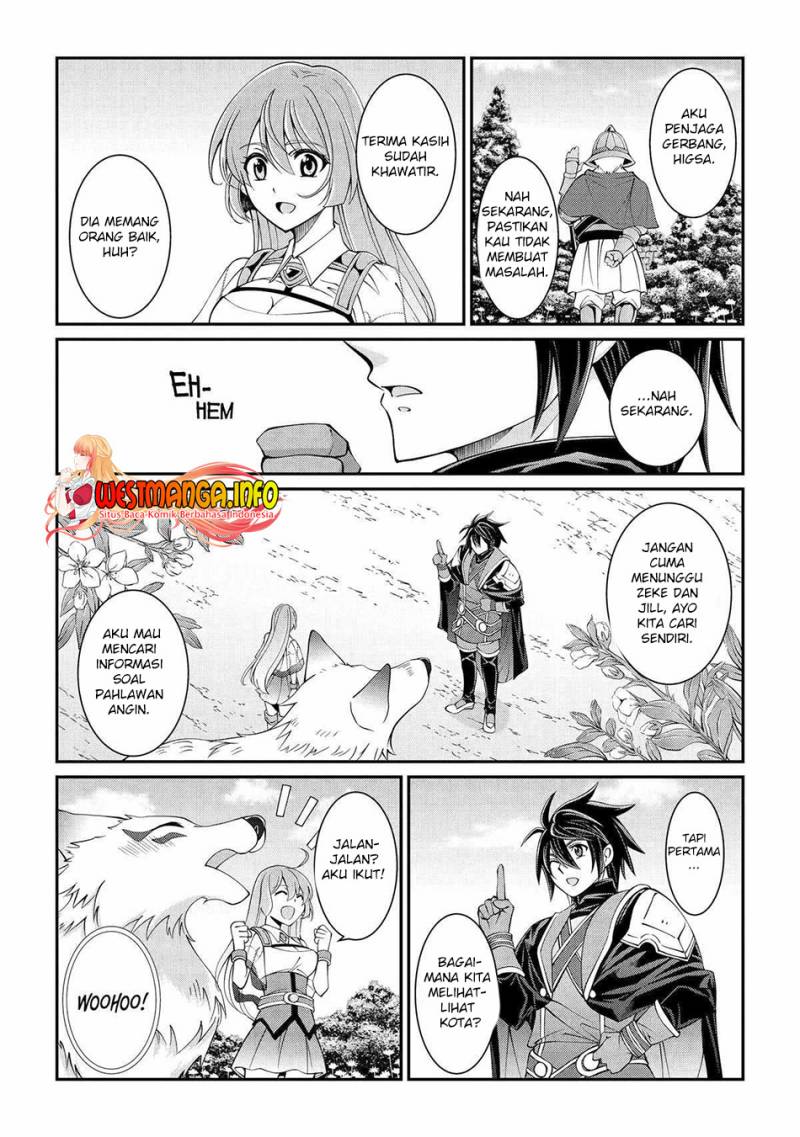 AKU
PENJAGA
GERBANG,
HIGSA.
NAH
SEKARANG,
PASTIKAN
KAU TIDAK
MEMBUAT
MASALAH.
TERIMA KASIH
SUDAH
KHAWATIR.
DIA MEMANG
ORANG BAIK,
HUH?
...NAH
SEKARANG.
EH-
HEM
WESTMANGA.INFO
Situs Baca Komik Berbahasa Indonesia
JANGAN
CUMA
MENUNGGU
ZEKE DAN
JILL, AYO
KITA CARI
SENDIRI.
AKU MAU
MENCARI
INFORMASI
SOAL
PAHLAWAN
ANGIN.
TAPI
PERTAMA
...
BAGAI-
MANA KITA
MELIHAT-
LIHAT
KOTA?
JALAN-
JALAN?
AKU IKUT!
WOOHOO!